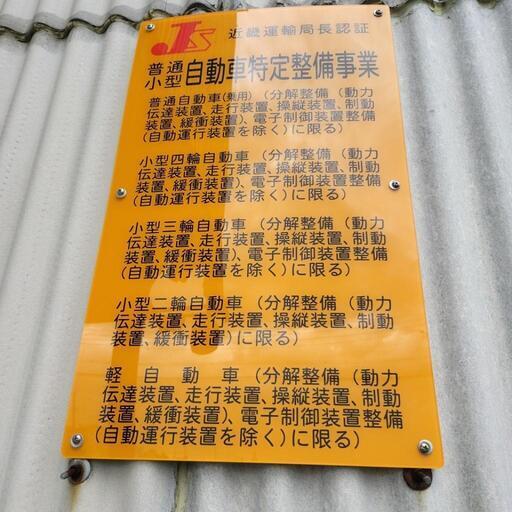 JS 近畿運輸局長認証
普通
小型 自動車特定整備事業
普通自動車(乗用)(分解整備(動力
伝達装置、走行装置、操縦装置、制動
装置、緩衝装置)、電子制御装置整備
(自動運行装置を除く)に限る)
小型四輪自動車(分解整備(動力
伝達装置、走行装置、操縦装置、制動
装置、緩衝装置)、電子制御装置整備
(自動運行装置を除く)に限る)
小型三輪自動車(分解整備(動力
伝達装置、走行装置、操縦装置、制動
装置、緩衝装置)、電子制御装置整備
(自動運行装置を除く)に限る)
小型二輪自動車(分解整備(動力
伝達装置、走行装置、操縦装置、制動
装置、緩衝装置)に限る)
軽自動車(分解整備(動力
伝達装置、走行装置、操縦装置、制動
装置、緩衝装置)、電子制御装置整備
(自動運行装置を除く)に限る)